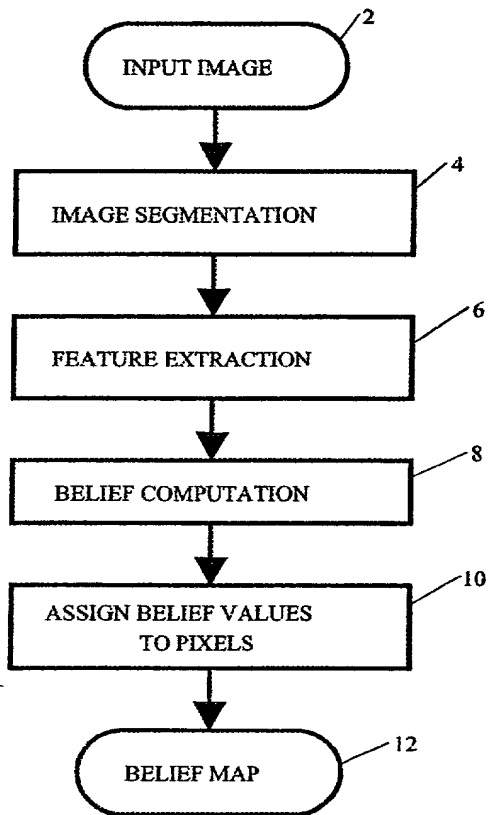 2
INPUT IMAGE
4
IMAGE SEGMENTATION
6
FEATURE EXTRACTION
8
BELIEF COMPUTATION
10
ASSIGN BELIEF VALUES
TO PIXELS
12
BELIEF MAP